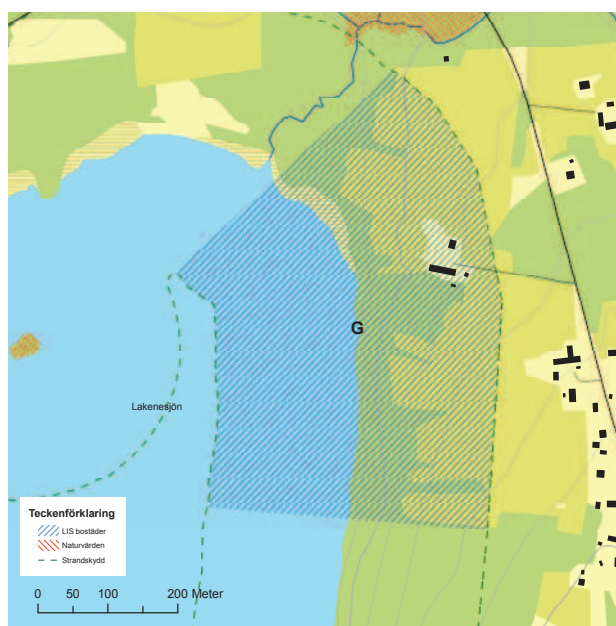 G
Lakenesjön
Teckenförklaring
LIS bostäder
Naturvärden
Strandskydd
0 50 100 200 Meter